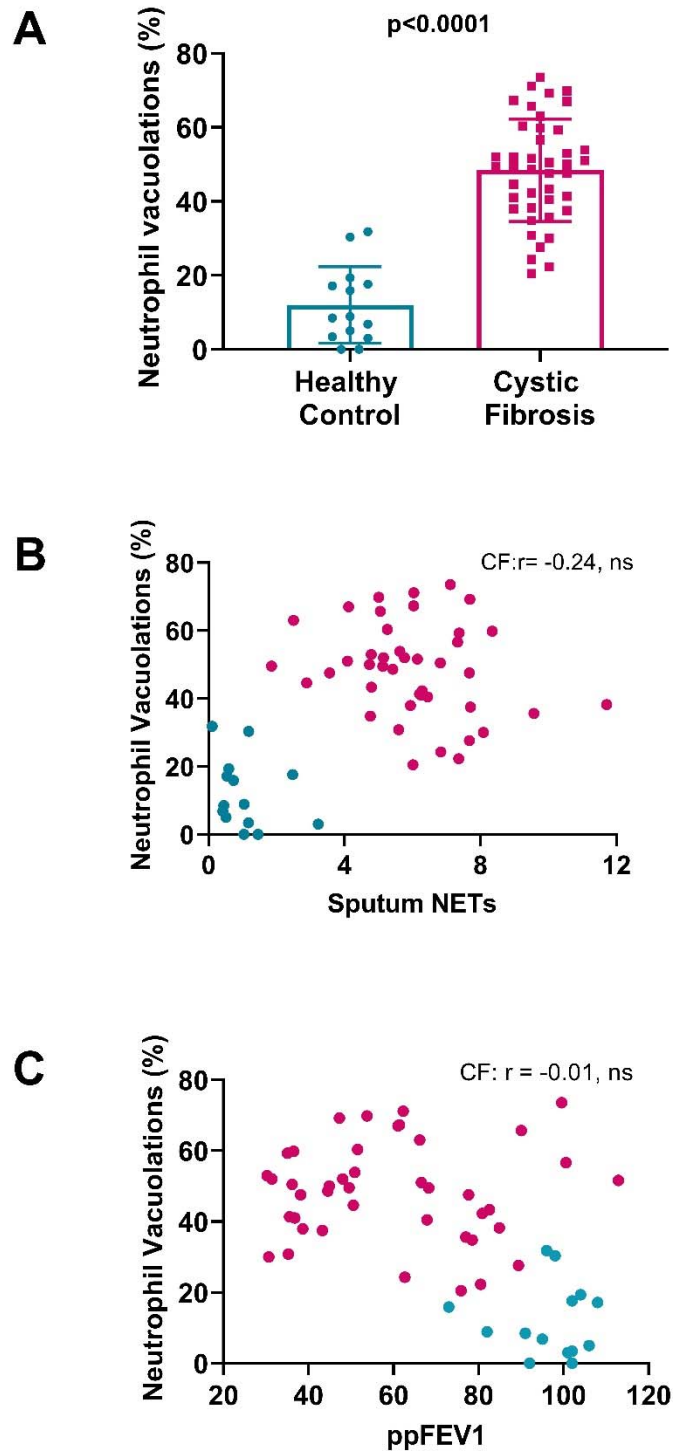 A
p<0.0001
Neutrophil vacuolations (%)
80
60
40
20
0
Healthy Control
Cystic Fibrosis
B
CF:r= -0.24, ns
Neutrophil Vacuolations (%)
80
60
40
20
0
0 4 8 12
Sputum NETs
C
CF: r = -0.01, ns
Neutrophil Vacuolations (%)
80
60
40
20
0
20 40 60 80 100 120
ppFEV1